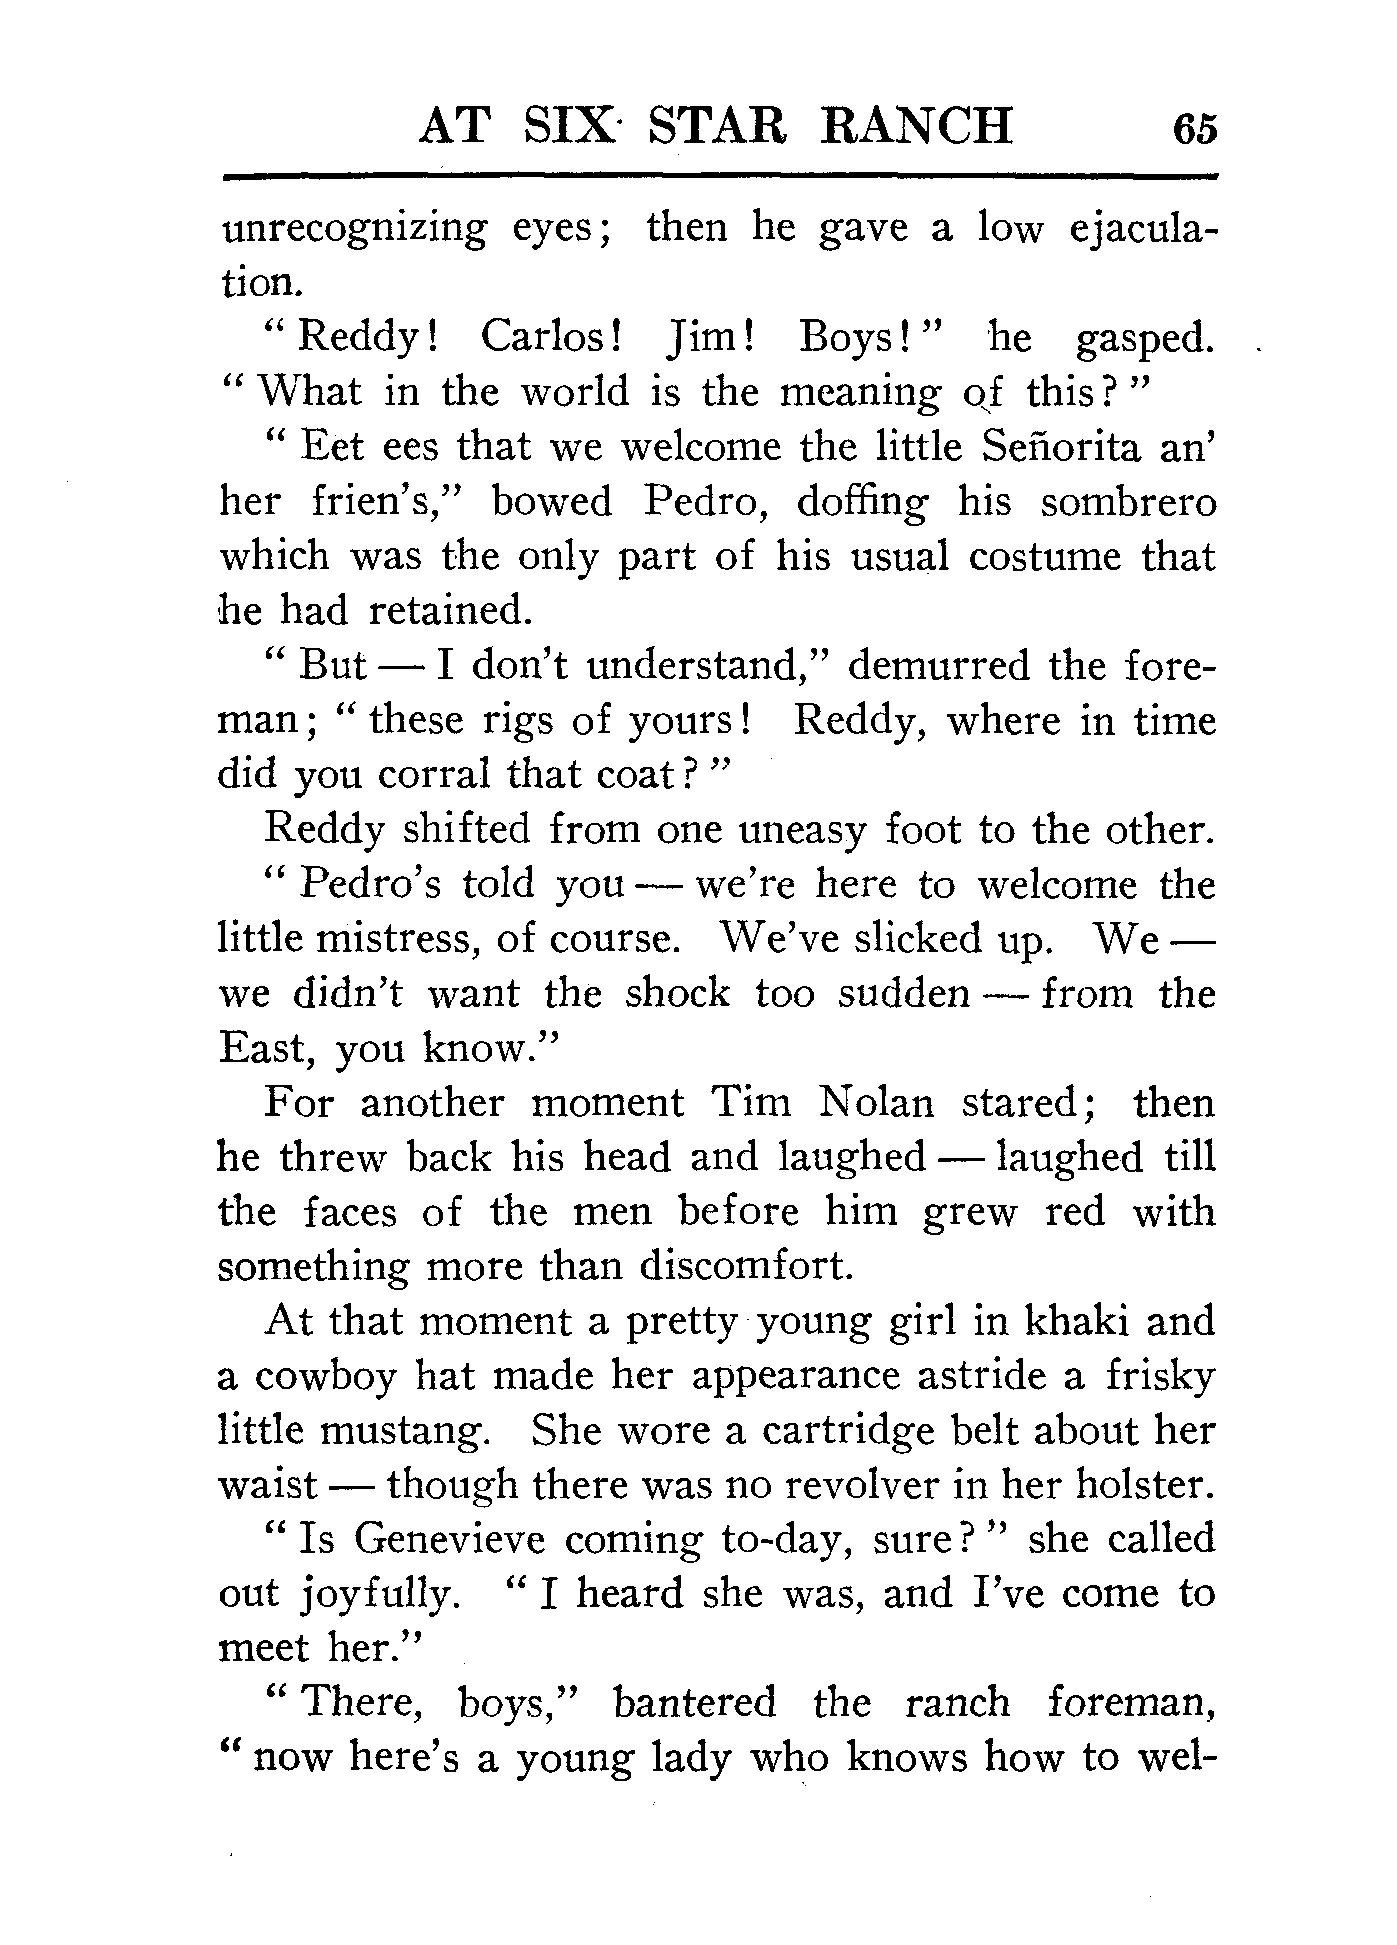 AT SIX STAR RANCH 65
unrecognizing eyes; then he gave a low ejacula-
tion.
" Reddy! Carlos! Jim! Boys!" he gasped.
" What in the world is the meaning of this?"
" Eet ees that we welcome the little Señorita an'
her frien's," bowed Pedro, doffing his sombrero
which was the only part of his usual costume that
he had retained.
" But — I don't understand," demurred the fore-
man; " these rigs of yours! Reddy, where in time
did you corral that coat?"
Reddy shifted from one uneasy foot to the other.
" Pedro's told you — we're here to welcome the
little mistress, of course. We've slicked up. We —
we didn't want the shock too sudden — from the
East, you know."
For another moment Tim Nolan stared; then
he threw back his head and laughed — laughed till
the faces of the men before him grew red with
something more than discomfort.
At that moment a pretty young girl in khaki and
a cowboy hat made her appearance astride a frisky
little mustang. She wore a cartridge belt about her
waist — though there was no revolver in her holster.
" Is Genevieve coming to-day, sure?" she called
out joyfully. " I heard she was, and I've come to
meet her."
" There, boys," bantered the ranch foreman,
" now here's a young lady who knows how to wel-